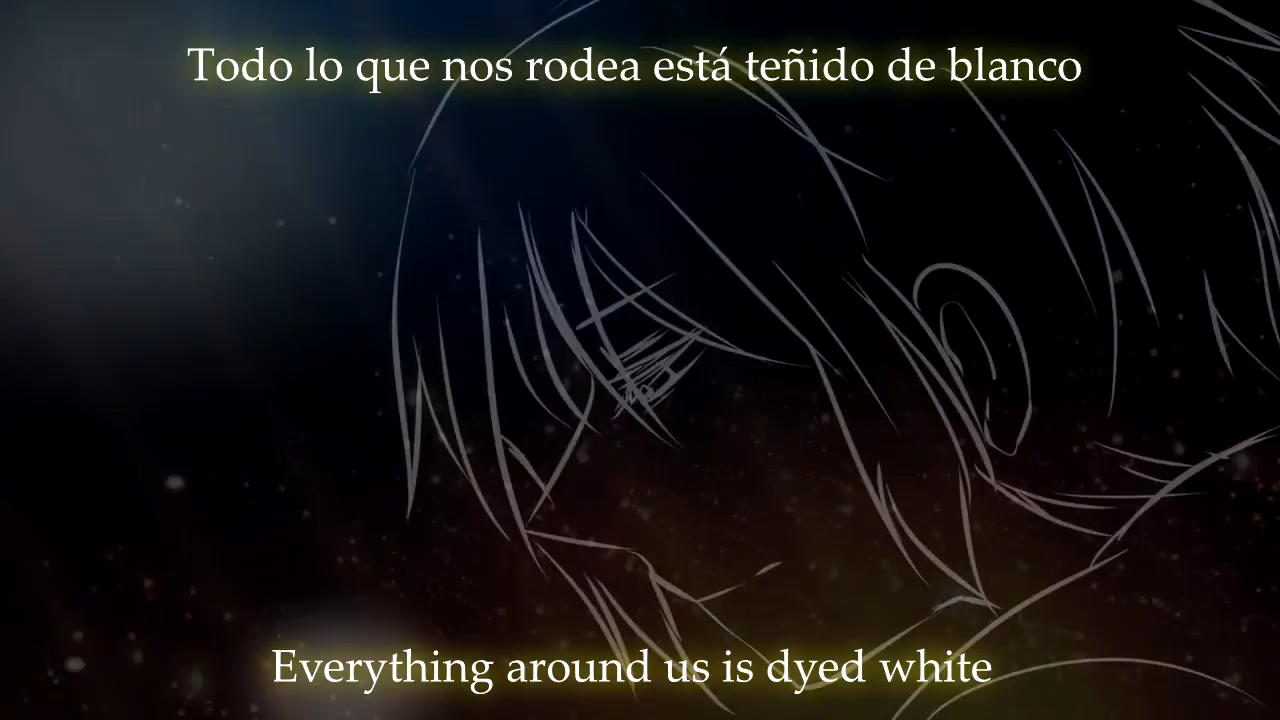 Todo lo que nos rodea está teñido de blanco
Everything around us is dyed white